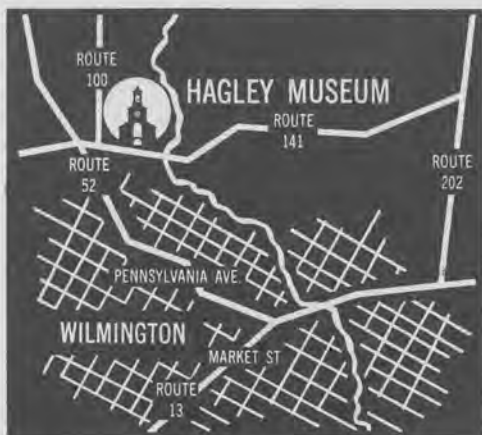 ROUTE
100
HAGLEY MUSEUM
ROUTE
141
ROUTE
52
ROUTE
202
PENNSYLVANIA AVE.
WILMINGTON
MARKET ST
ROUTE
13